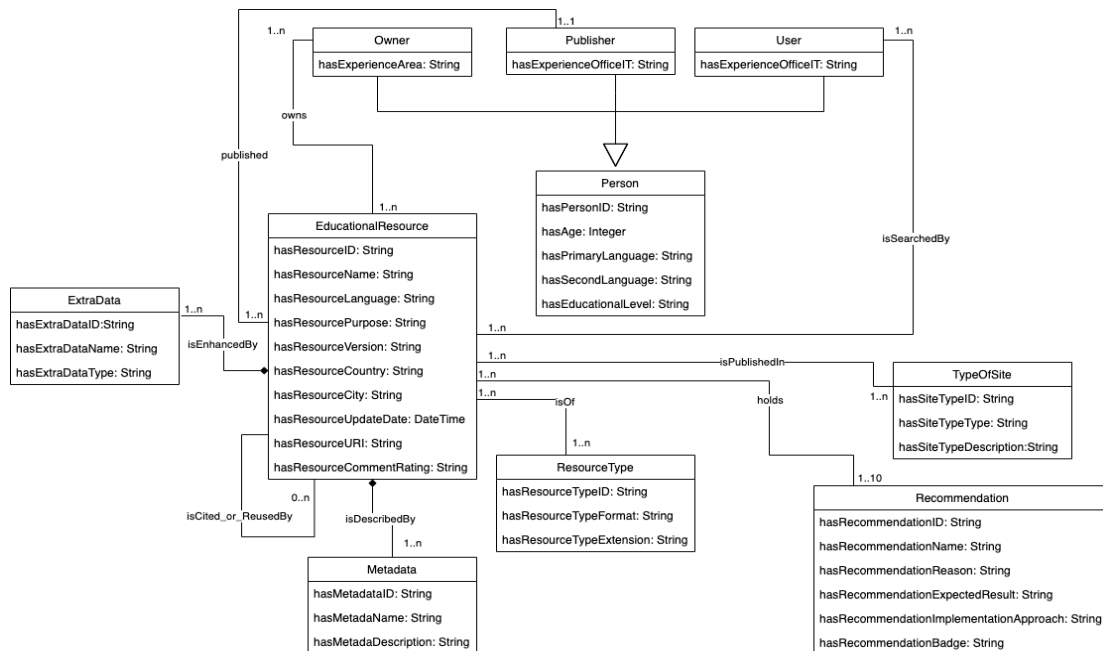 1..1
1..n
Owner
hasExperienceArea: String
Publisher
hasExperienceOfficeIT: String
User
hasExperienceOfficeIT: String
1..n
owns
published
Person
hasPersonID: String
hasAge: Integer
hasPrimaryLanguage: String
hasSecondLanguage: String
hasEducationalLevel: String
isSearchedBy
1..n
EducationalResource
hasResourceID: String
hasResourceName: String
hasResourceLanguage: String
hasResourcePurpose: String
hasResourceVersion: String
hasResourceCountry: String
hasResourceCity: String
hasResourceUpdateDate: DateTime
hasResourceURI: String
hasResourceCommentRating: String
ExtraData
hasExtraDataID:String
hasExtraDataName: String
hasExtraDataType: String
1..n
1..n
isEnhancedBy
1..n
1..n
isPublishedIn
1..n
holds
1..n
isOf
1..n
TypeOfSite
hasSiteTypeID: String
hasSiteTypeType: String
hasSiteTypeDescription:String
1..n
ResourceType
hasResourceTypeID: String
hasResourceTypeFormat: String
hasResourceTypeExtension: String
1..10
Recommendation
hasRecommendationID: String
hasRecommendationName: String
hasRecommendationReason: String
hasRecommendationExpectedResult: String
hasRecommendationImplementationApproach: String
hasRecommendationBadge: String
0..n
isCited_or_ReusedBy
isDescribedBy
1..n
Metadata
hasMetadataID: String
hasMetadaName: String
hasMetadaDescription: String